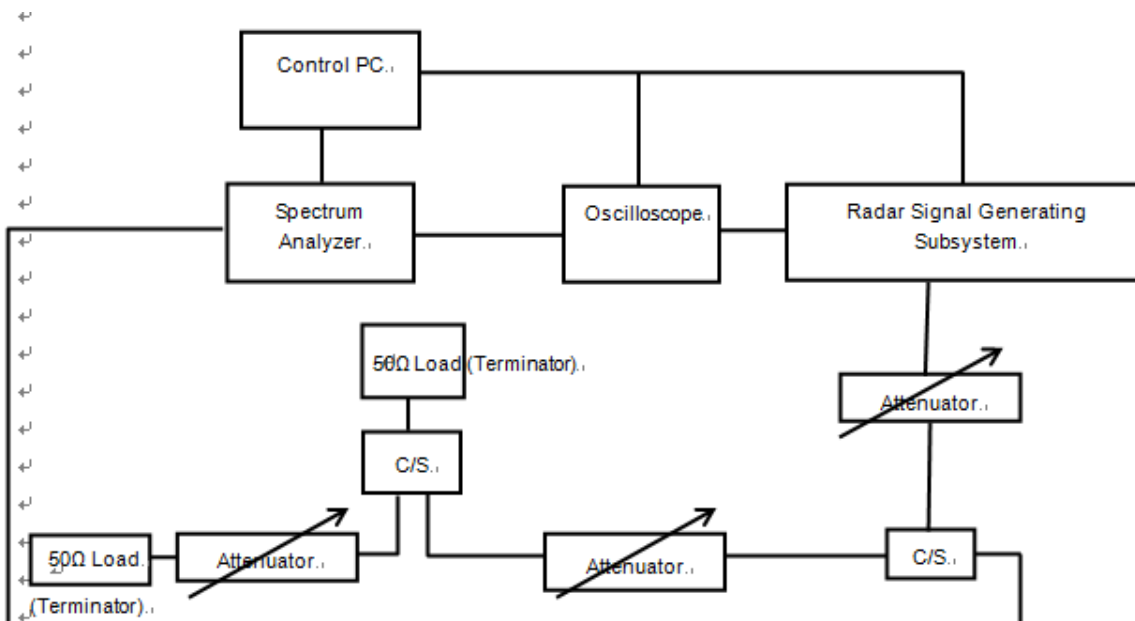 Control PC.
Spectrum
Analyzer.
Oscilloscope.
Radar Signal Generating
Subsystem.
50Ω Load (Terminator).
Attenuator.
C/S.
50Ω Load.
(Terminator).
Attenuator.
Attenuator.
C/S.